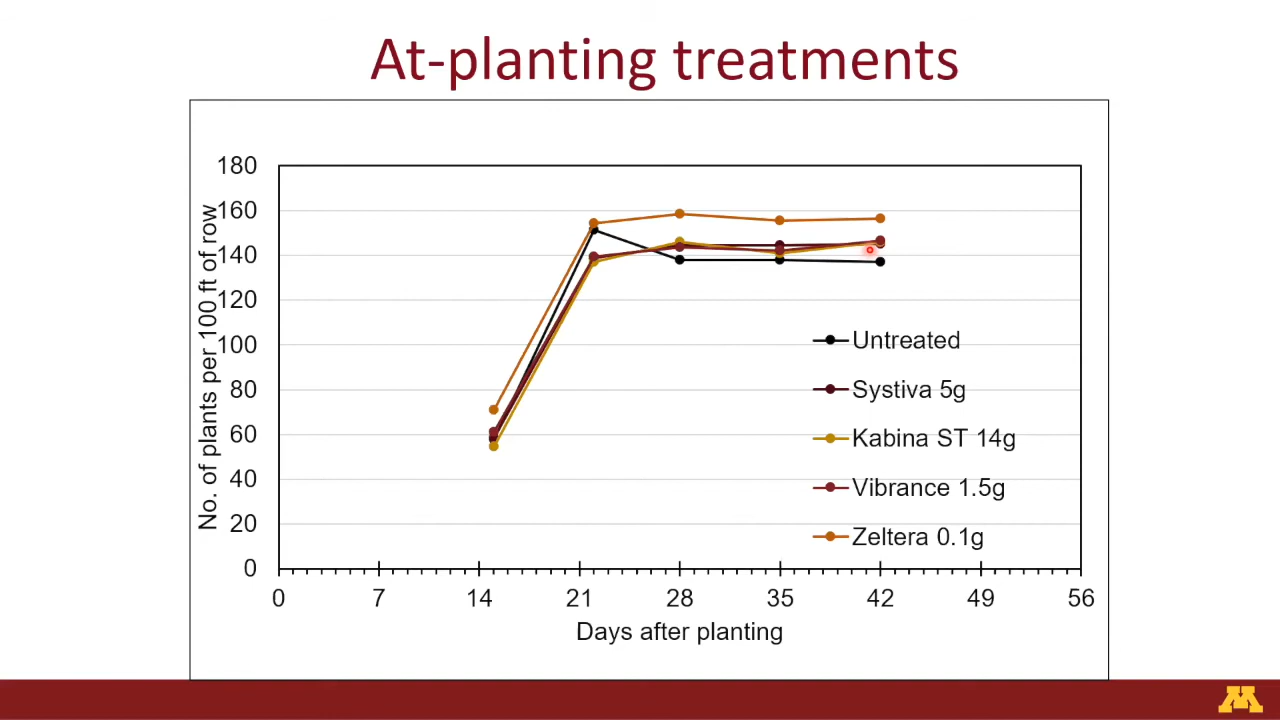 At-planting treatments
No. of plants per 100 ft of row
180
160
140
120
100
80
60
40
20
0
0 7 14 21 28 35 42 49 56
Days after planting
Untreated
Systiva 5g
Kabina ST 14g
Vibrance 1.5g
Zeltera 0.1g
M